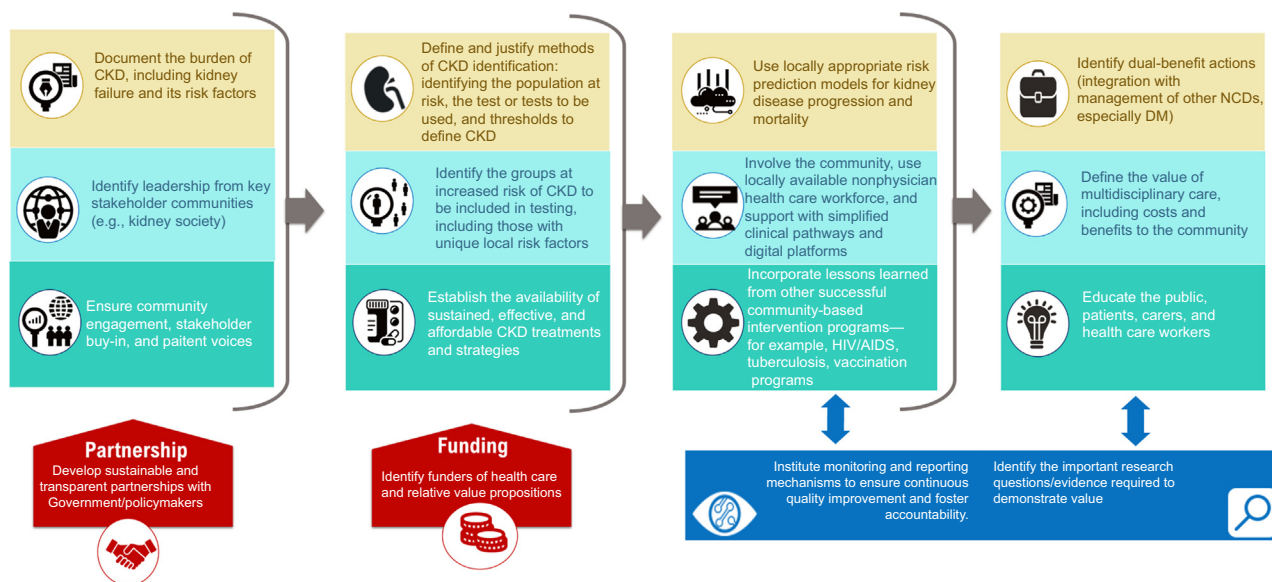 Document the burden of
CKD, including kidney
failure and its risk factors
Identify leadership from key
stakeholder communities
(e.g., kidney society)
Ensure community
engagement, stakeholder
buy-in, and paitent voices
Define and justify methods
of CKD identification:
identifying the population at
risk, the test or tests to be
used, and thresholds to
define CKD
Identify the groups at
increased risk of CKD to
be included in testing,
including those with
unique local risk factors
Establish the availability of
sustained, effective, and
affordable CKD treatments
and strategies
Use locally appropriate risk
prediction models for kidney
disease progression and
mortality
Involve the community, use
locally available nonphysician
health care workforce, and
support with simplified
clinical pathways and
digital platforms
Incorporate lessons learned
from other successful
community-based
intervention programs—
for example, HIV/AIDS,
tuberculosis, vaccination
programs
Identify dual-benefit actions
(integration with
management of other NCDs,
especially DM)
Define the value of
multidisciplinary care,
including costs and
benefits to the community
Educate the public,
patients, carers, and
health care workers
Partnership
Develop sustainable and
transparent partnerships with
Government/policymakers
Funding
Identify funders of health care
and relative value propositions
Institute monitoring and reporting
mechanisms to ensure continuous
quality improvement and foster
accountability.
Identify the important research
questions/evidence required to
demonstrate value